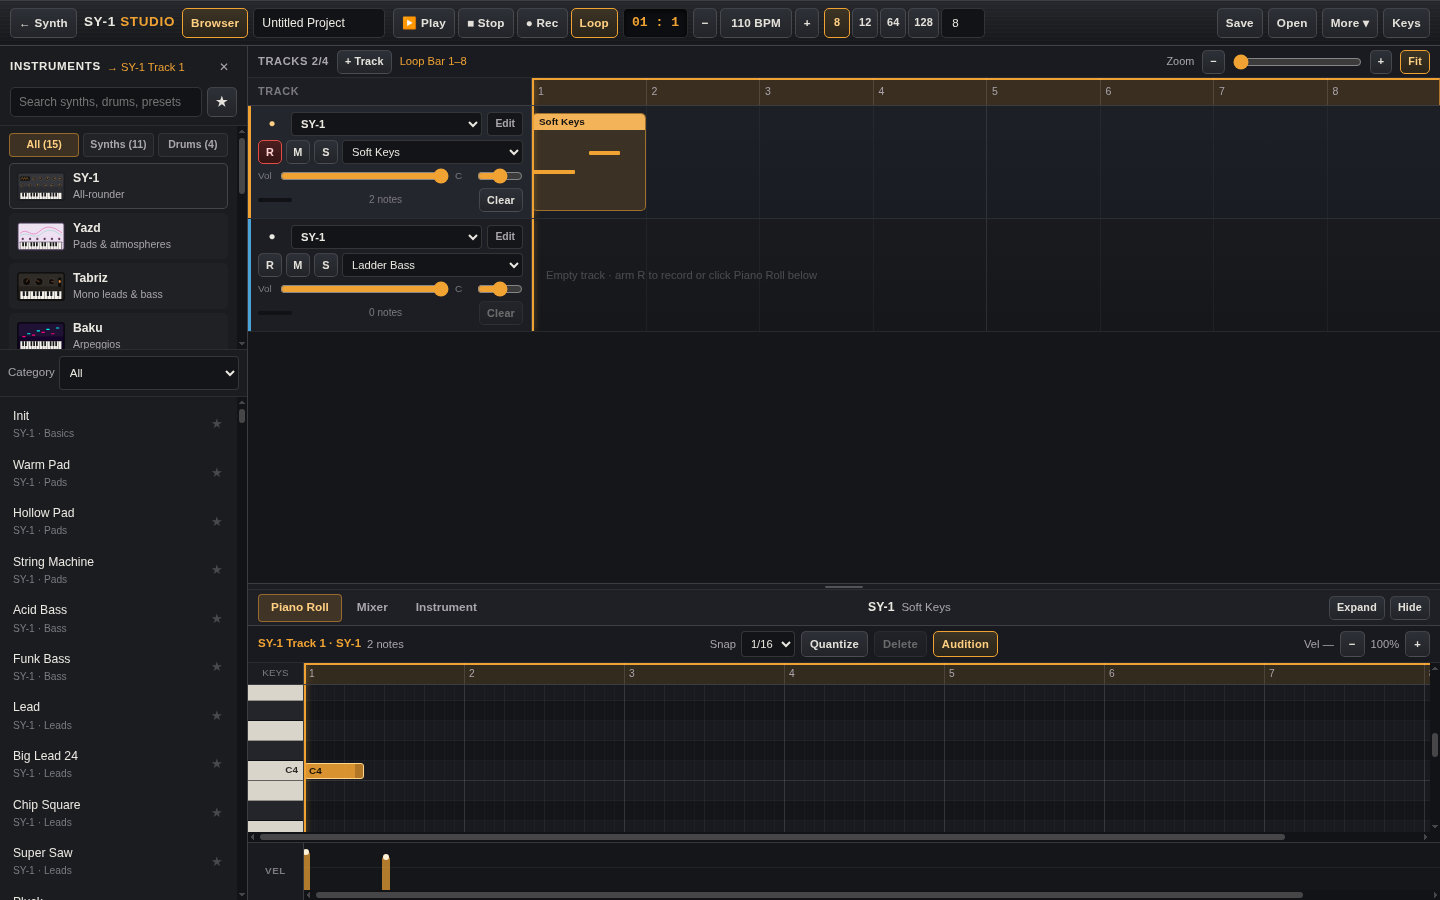 ← Synth SY-1 STUDIO Browser Untitled Project ▶ Play ■ Stop ● Rec Loop 01 : 1 − 110 BPM + 8 12 64 128 8 Save Open More ▾ Keys
INSTRUMENTS → SY-1 Track 1 ✕
Search synths, drums, presets ★
All (15) Synths (11) Drums (4)
SY-1
All-rounder
Yazd
Pads & atmospheres
Tabriz
Mono leads & bass
Baku
Arpeggios
Category All
Init
SY-1 · Basics ★
Warm Pad
SY-1 · Pads ★
Hollow Pad
SY-1 · Pads ★
String Machine
SY-1 · Pads ★
Acid Bass
SY-1 · Bass ★
Funk Bass
SY-1 · Bass ★
Lead
SY-1 · Leads ★
Big Lead 24
SY-1 · Leads ★
Chip Square
SY-1 · Leads ★
Super Saw
SY-1 · Leads ★
Pluck
TRACKS 2/4 + Track Loop Bar 1–8 Zoom − + Fit
TRACK 1 2 3 4 5 6 7 8
SY-1 Edit
R M S Soft Keys
Vol C
2 notes Clear
Soft Keys
SY-1 Edit
R M S Ladder Bass
Vol C
0 notes Clear
Empty track · arm R to record or click Piano Roll below
Piano Roll Mixer Instrument SY-1 Soft Keys Expand Hide
SY-1 Track 1 · SY-1 2 notes Snap 1/16 Quantize Delete Audition Vel — − 100% +
KEYS 1 2 3 4 5 6 7
C4 C4
VEL